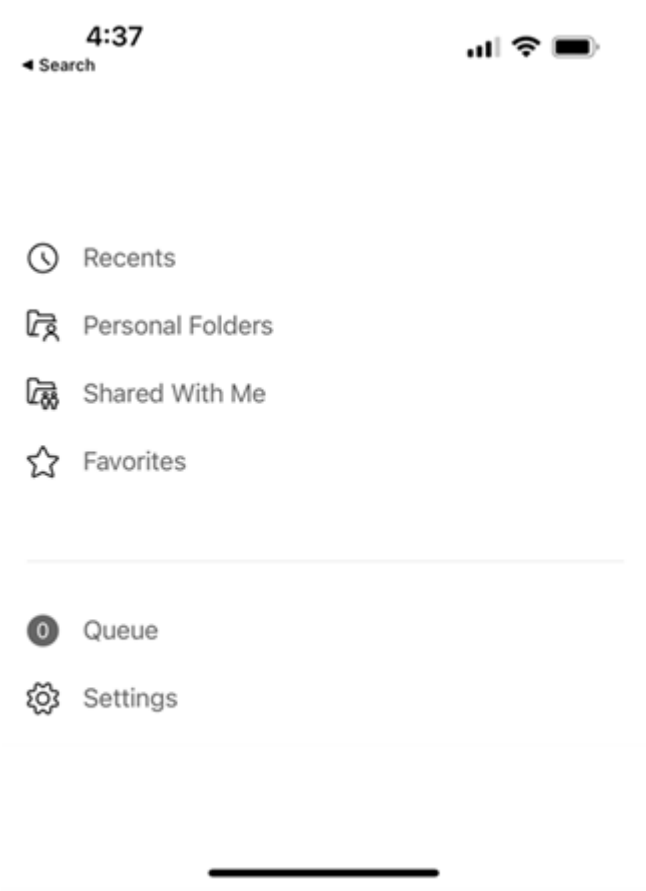 4:37
◀ Search
Recents
Personal Folders
Shared With Me
Favorites
0 Queue
Settings